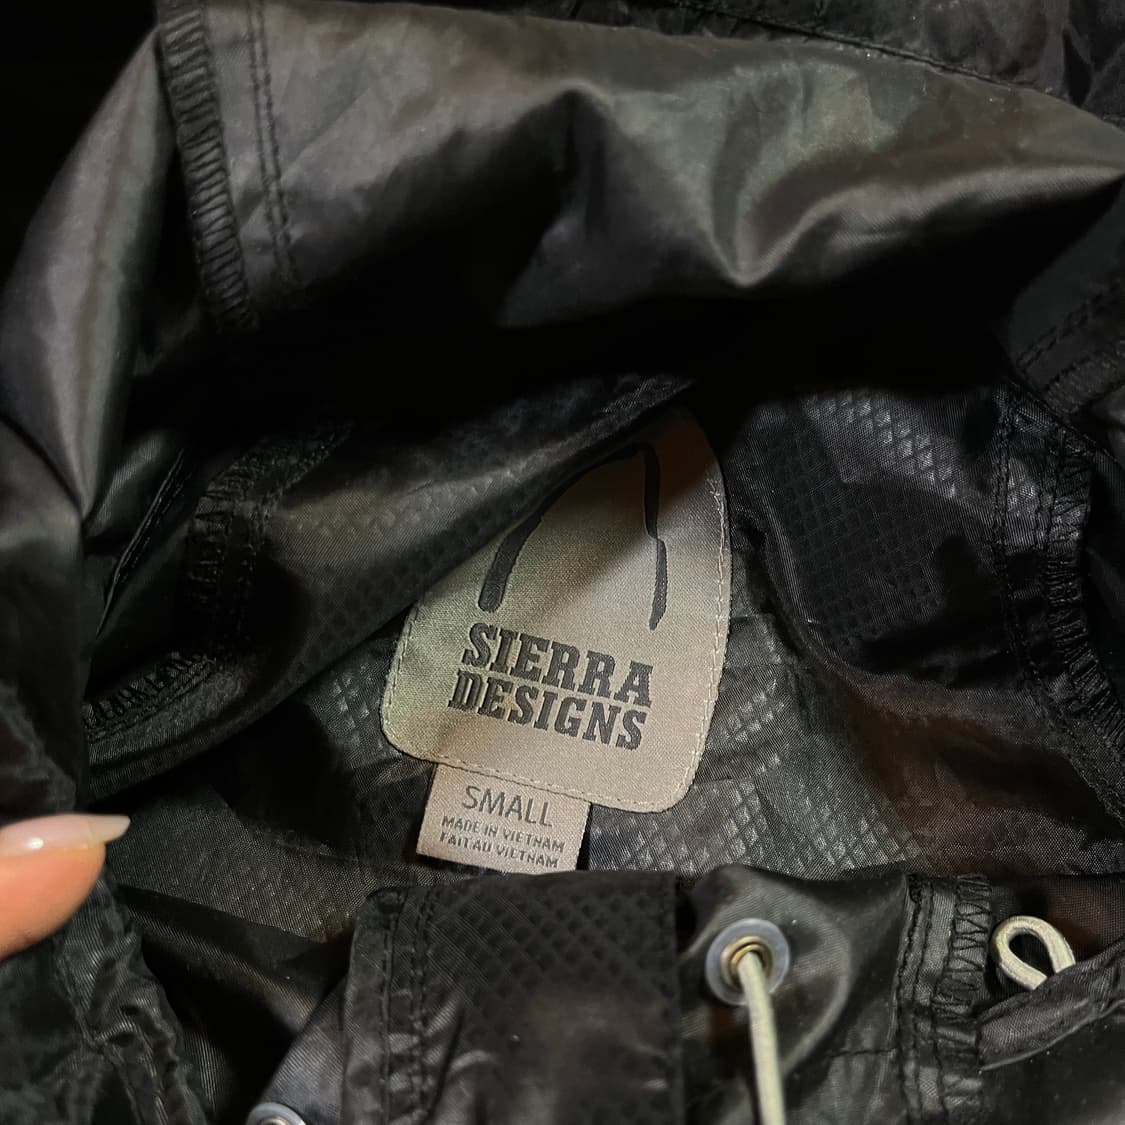 SIERRA
DESIGNS
SMALL
MADE IN VIETNAM
FAIT AU VIETNAM